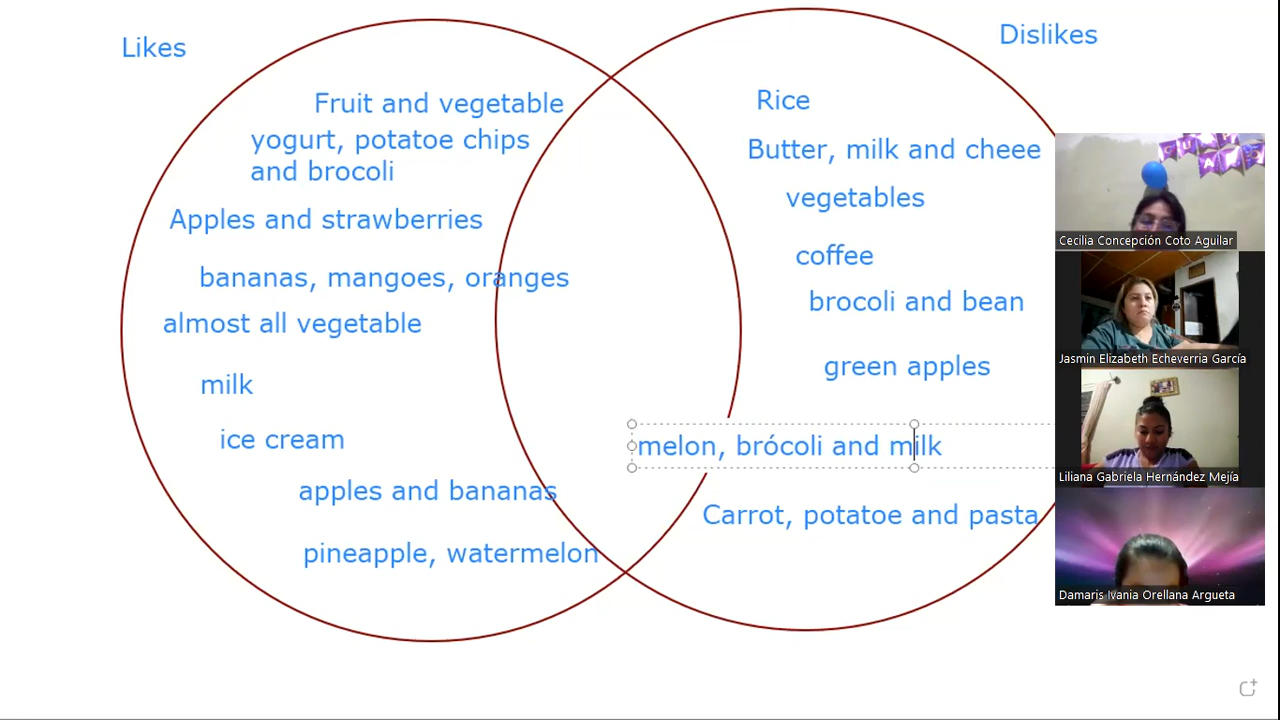 Likes
Dislikes
Fruit and vegetable
yogurt, potatoe chips
and brocoli
Apples and strawberries
bananas, mangoes, oranges
almost all vegetable
milk
ice cream
apples and bananas
pineapple, watermelon
Rice
Butter, milk and cheee
vegetables
coffee
brocoli and bean
green apples
melon, brócoli and milk
Carrot, potatoe and pasta
Cecilia Concepción Coto Aguilar
Jasmin Elizabeth Echeverria García
Liliana Gabriela Hernández Mejía
Damaris Ivania Orellana Argueta